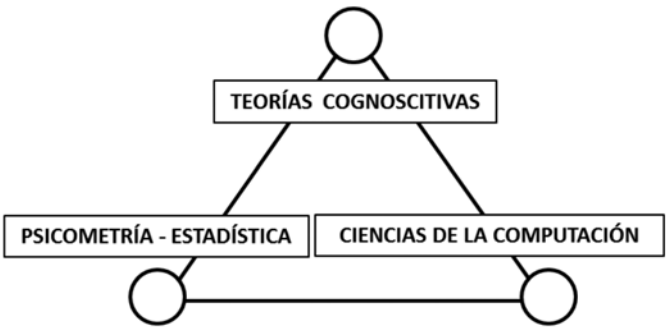 TEORÍAS COGNOSCITIVAS
PSICOMETRÍA - ESTADÍSTICA
CIENCIAS DE LA COMPUTACIÓN